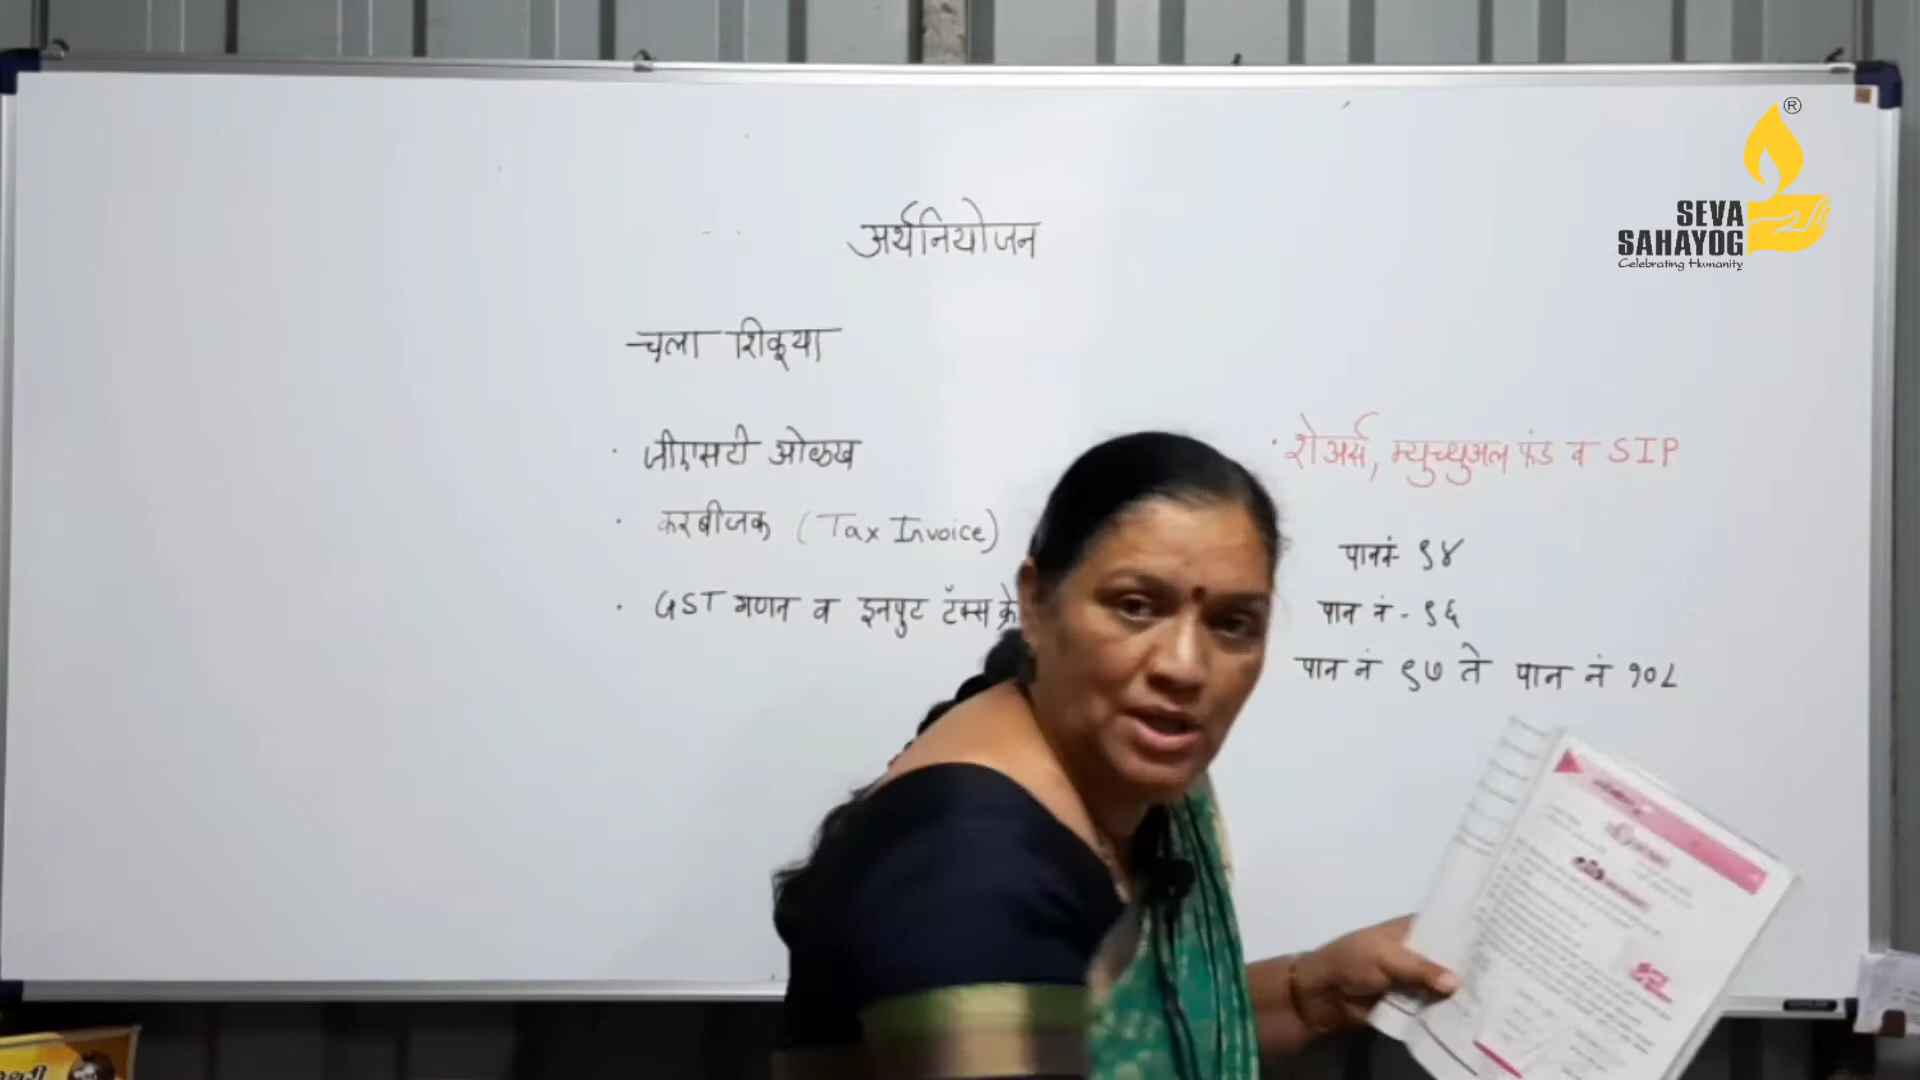 अर्थनियोजन
चला शिकूया
· जीएसटी ओळख
· करबीजक (Tax Invoice)
· GST गणन व इनपुट टॅक्स क्रे
· शेअर्स, म्युच्युअल फंड व SIP
पान नं ९४
पान नं - ९६
पान नं ९७ ते पान नं १०८
®
SEVA
SAHAYOG
Celebrating Humanity